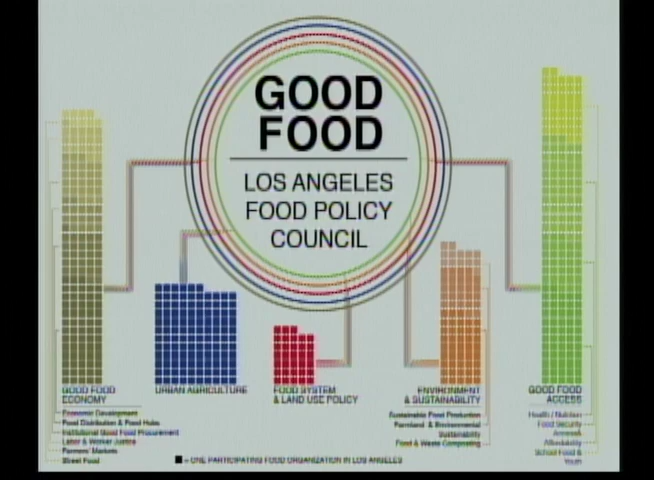 GOOD
FOOD
LOS ANGELES
FOOD POLICY
COUNCIL
GOOD FOOD
ECONOMY
Economic Development
Food Distribution & Food Hubs
Institutional Good Food Procurement
Labor & Worker Justice
Farmers' Markets
Street Food
URBAN AGRICULTURE
FOOD SYSTEM
& LAND USE POLICY
ENVIRONMENT
& SUSTAINABILITY
Sustainable Food Production
Farmland & Environmental
Sustainability
Food & Waste Composting
GOOD FOOD
ACCESS
Health / Nutrition
Food Security
Affordability
School Food &
Youth
= ONE PARTICIPATING FOOD ORGANIZATION IN LOS ANGELES